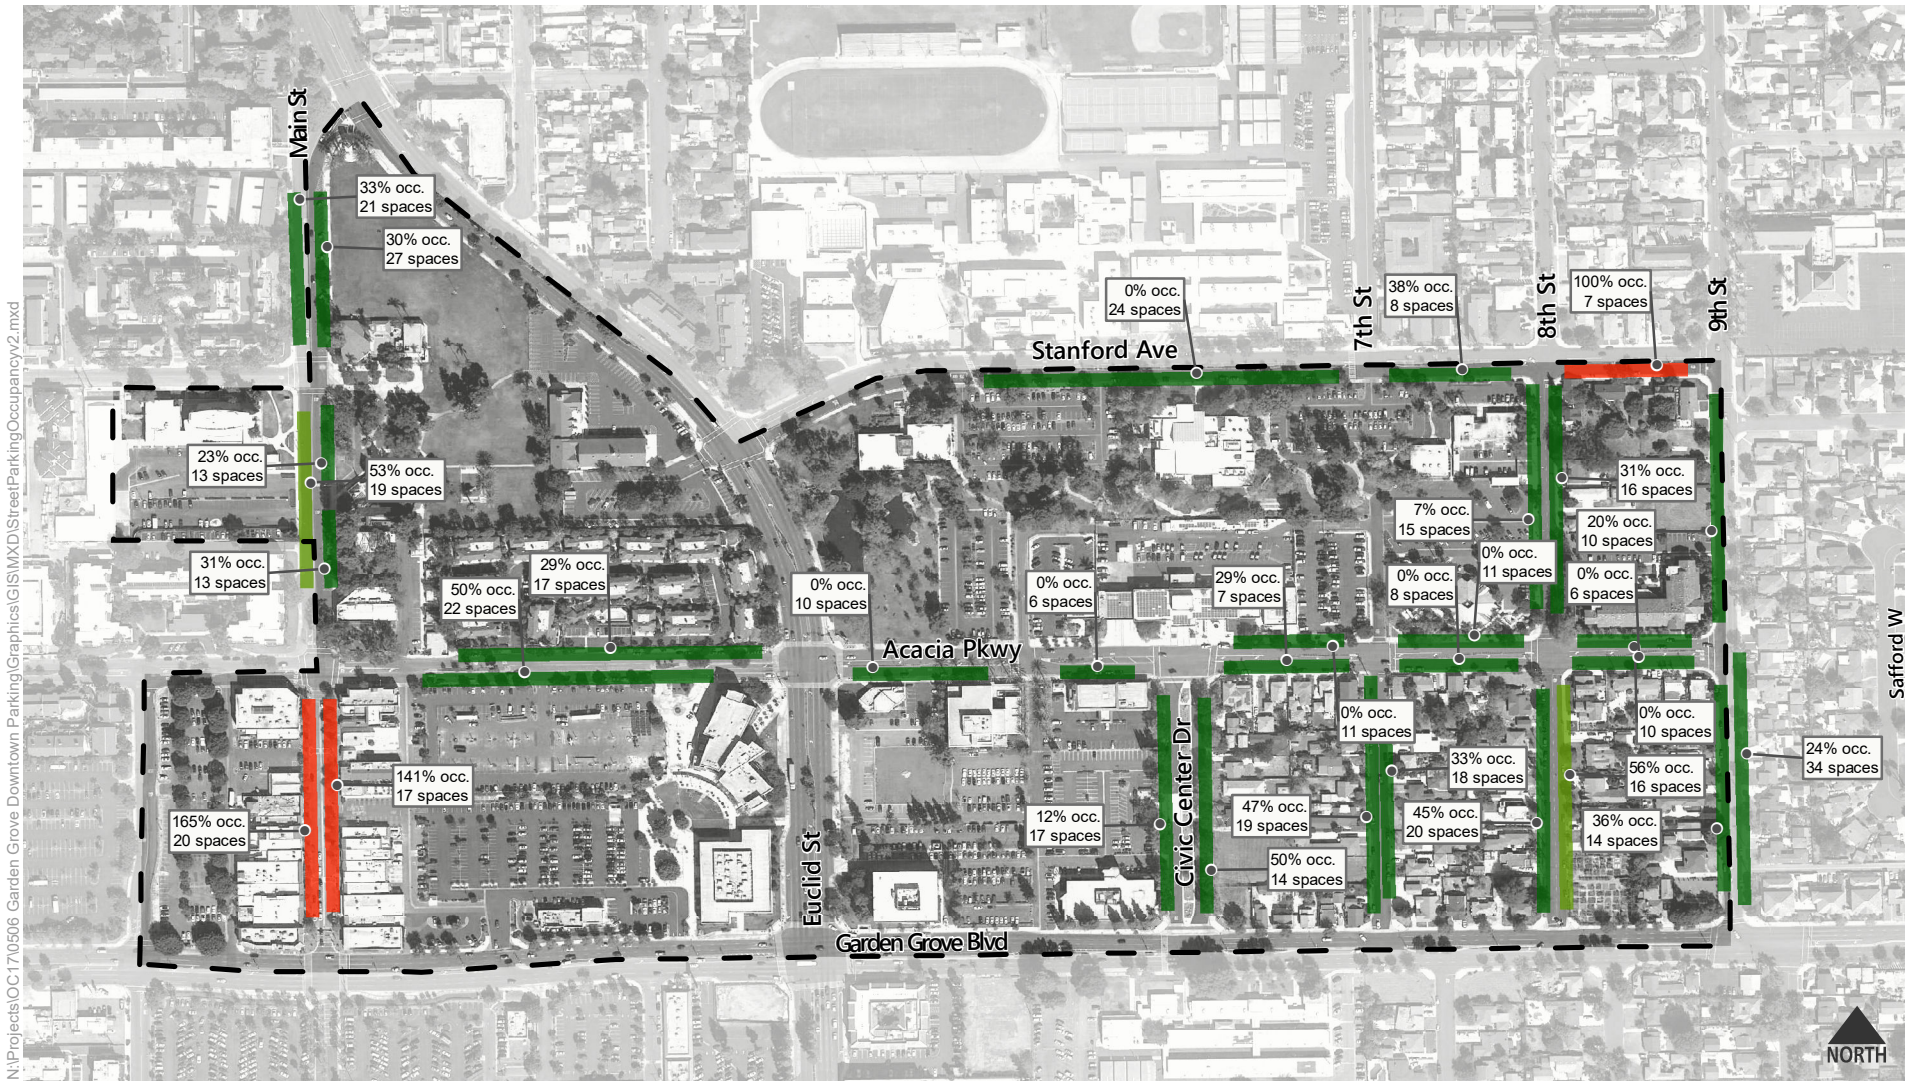 Main St
33% occ.
21 spaces
30% occ.
27 spaces
0% occ.
24 spaces
7th St
38% occ.
8 spaces
8th St
100% occ.
7 spaces
9th St
Stanford Ave
23% occ.
13 spaces
53% occ.
19 spaces
31% occ.
16 spaces
7% occ.
15 spaces
20% occ.
10 spaces
31% occ.
13 spaces
50% occ.
22 spaces
29% occ.
17 spaces
0% occ.
10 spaces
0% occ.
6 spaces
29% occ.
7 spaces
0% occ.
8 spaces
0% occ.
11 spaces
0% occ.
6 spaces
Acacia Pkwy
Safford W
0% occ.
11 spaces
0% occ.
10 spaces
141% occ.
17 spaces
165% occ.
20 spaces
Euclid St
12% occ.
17 spaces
Civic Center Dr
47% occ.
19 spaces
50% occ.
14 spaces
33% occ.
18 spaces
45% occ.
20 spaces
56% occ.
16 spaces
36% occ.
14 spaces
24% occ.
34 spaces
Garden Grove Blvd
NORTH
N:\Projects\OC17\0506 Garden Grove Downtown Parking\Graphics\GIS\MXD\StreetParkingOccupancyv2.mxd